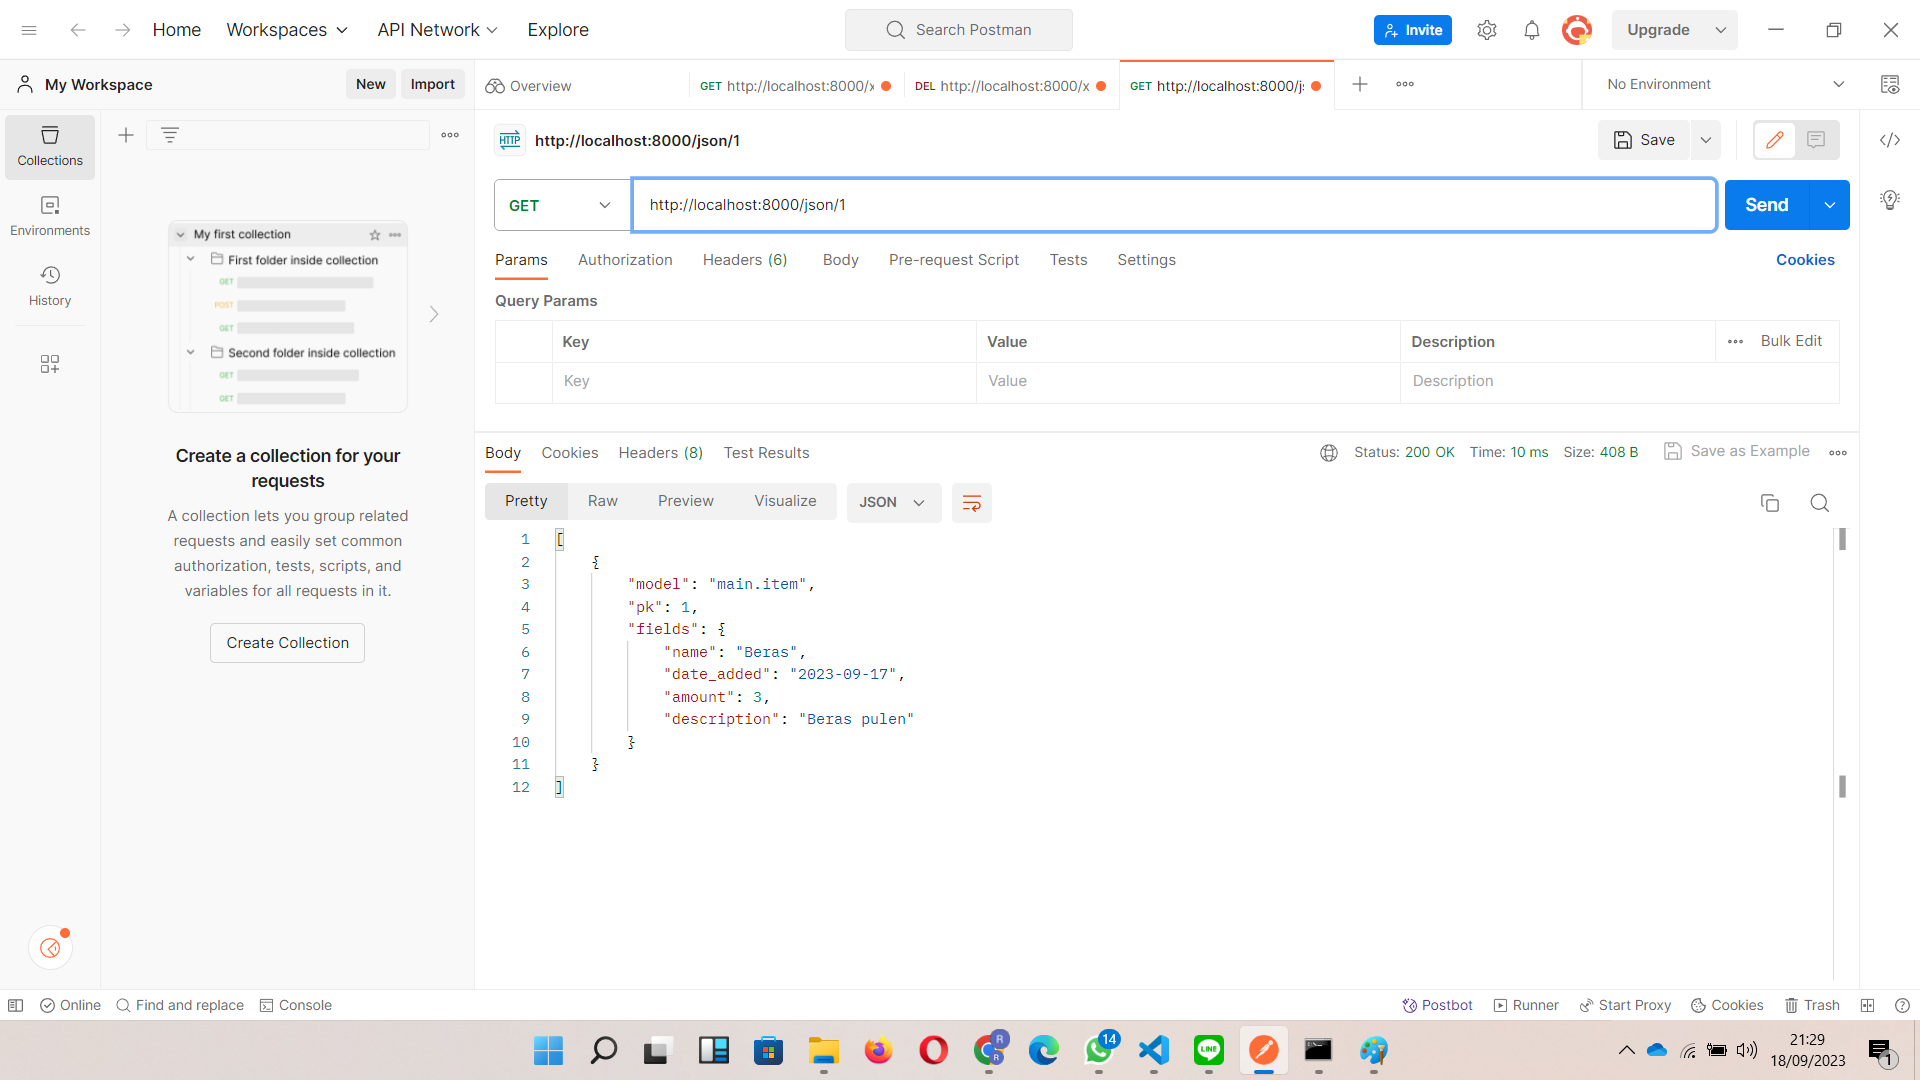 Home Workspaces API Network Explore Search Postman Invite Upgrade
My Workspace New Import Overview GET http://localhost:8000/x DEL http://localhost:8000/x GET http://localhost:8000/js No Environment
HTTP http://localhost:8000/json/1 Save
Collections
GET http://localhost:8000/json/1 Send
Environments
Params Authorization Headers (6) Body Pre-request Script Tests Settings Cookies
History
Query Params
Key Value Description Bulk Edit
Key Value Description
My first collection
First folder inside collection
GET
POST
GET
Second folder inside collection
GET
GET
Create a collection for your
requests
A collection lets you group related
requests and easily set common
authorization, tests, scripts, and
variables for all requests in it.
Create Collection
Body Cookies Headers (8) Test Results Status: 200 OK Time: 10 ms Size: 408 B Save as Example
Pretty Raw Preview Visualize JSON
1 [
2 {
3 "model": "main.item",
4 "pk": 1,
5 "fields": {
6 "name": "Beras",
7 "date_added": "2023-09-17",
8 "amount": 3,
9 "description": "Beras pulen"
10 }
11 }
12 ]
Online Find and replace Console Postbot Runner Start Proxy Cookies Trash
R
R
14
LINE
21:29
18/09/2023
1